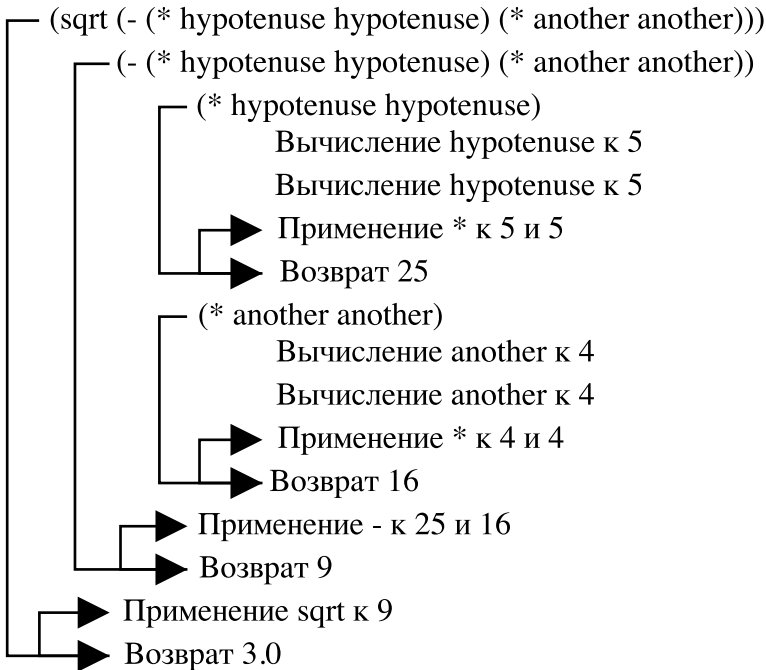 (sqrt (- (* hypotenuse hypotenuse) (* another another)))
(- (* hypotenuse hypotenuse) (* another another))
(* hypotenuse hypotenuse)
Вычисление hypotenuse к 5
Вычисление hypotenuse к 5
Применение * к 5 и 5
Возврат 25
(* another another)
Вычисление another к 4
Вычисление another к 4
Применение * к 4 и 4
Возврат 16
Применение - к 25 и 16
Возврат 9
Применение sqrt к 9
Возврат 3.0